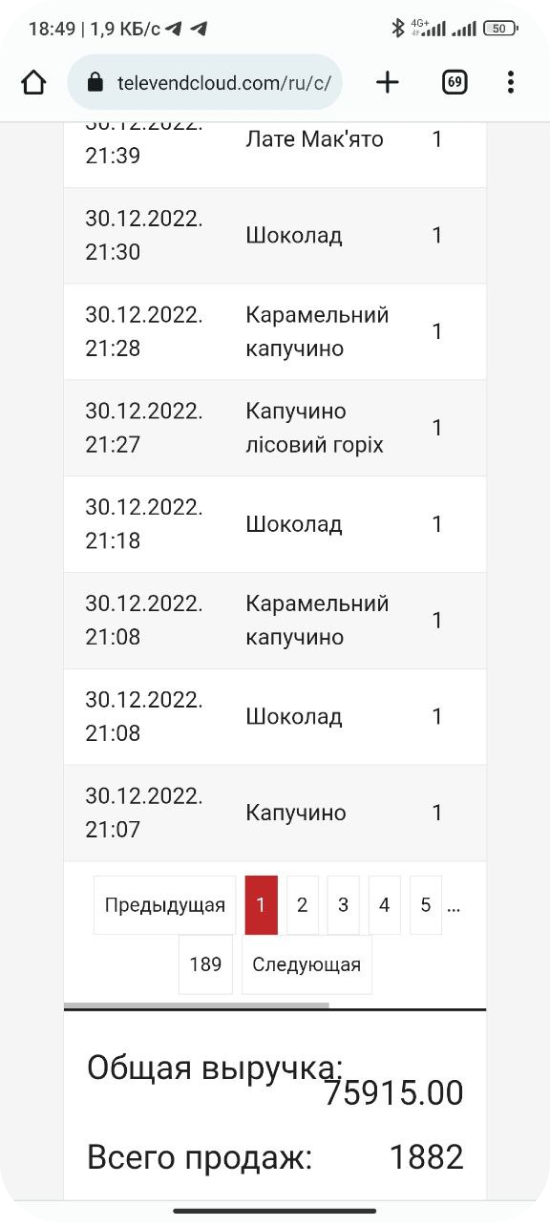 18:49 | 1,9 КБ/с
4G+
50
televendcloud.com/ru/c/
69
30.12.2022.
21:39
Лате Мак'ято
1
30.12.2022.
21:30
Шоколад
1
30.12.2022.
21:28
Карамельний
капучино
1
30.12.2022.
21:27
Капучино
лісовий горіх
1
30.12.2022.
21:18
Шоколад
1
30.12.2022.
21:08
Карамельний
капучино
1
30.12.2022.
21:08
Шоколад
1
30.12.2022.
21:07
Капучино
1
Предыдущая 1 2 3 4 5 ...
189 Следующая
Общая выручка:
75915.00
Всего продаж: 1882